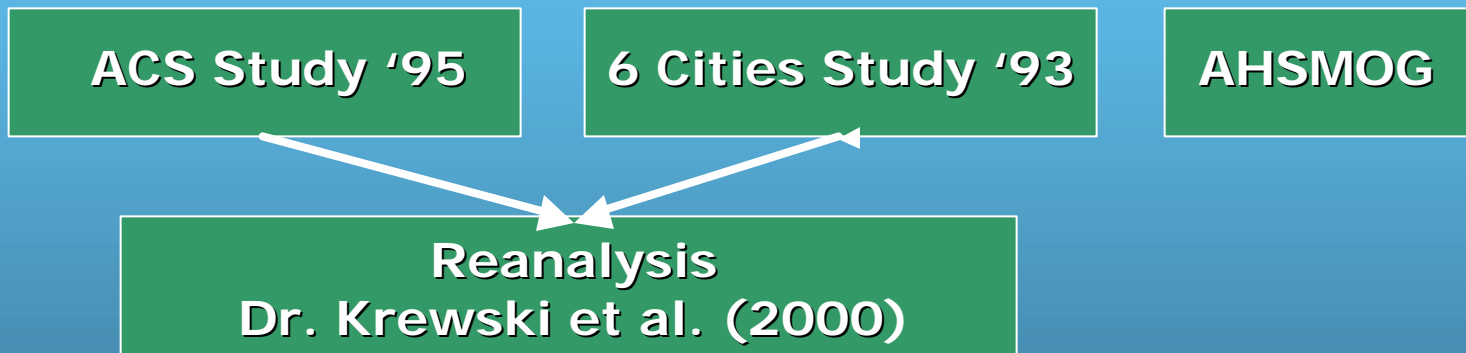 ACS Study ‘95
6 Cities Study ‘93
AHSMOG
Reanalysis
Dr. Krewski et al. (2000)